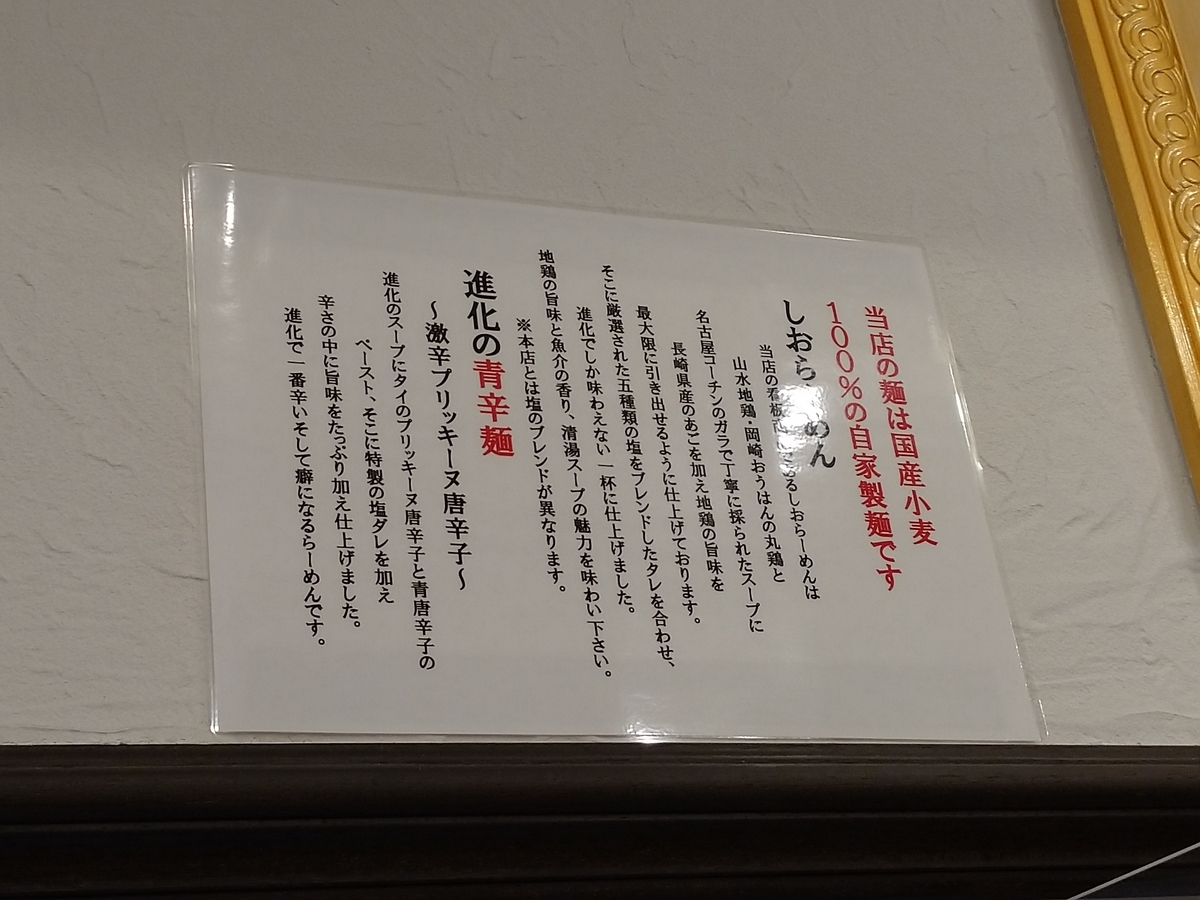 当店の麺は国産小麦
100%の自家製麺です
しおらーめん
当店の看板商品であるしおらーめんは
山水地鶏・岡崎おうはんの丸鶏と
名古屋コーチンのガラで丁寧に採られたスープに
長崎県産のあごを加え地鶏の旨味を
最大限に引き出せるように仕上げております。
そこに厳選された五種類の塩をブレンドしたタレを合わせ、
進化でしか味わえない一杯に仕上げました。
地鶏の旨味と魚介の香り、清湯スープの魅力を味わい下さい。
※本店とは塩のブレンドが異なります。
進化の青辛麺
～激辛プリッキーヌ唐辛子～
進化のスープにタイのプリッキーヌ唐辛子と青唐辛子の
ペースト、そこに特製の塩ダレを加え
辛さの中に旨味をたっぷり加え仕上げました。
進化で一番辛いそして癖になるらーめんです。